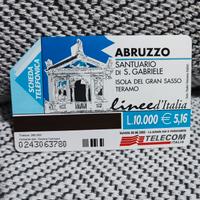 SCHEDA
TELEFONICA
ABRUZZO
SANTUARIO
DI S. GABRIELE
ISOLA DEL GRAN SASSO
TERAMO
linee d'Italia
L.10.000 € 5,16
0243063780
TELECOM
ITALIA